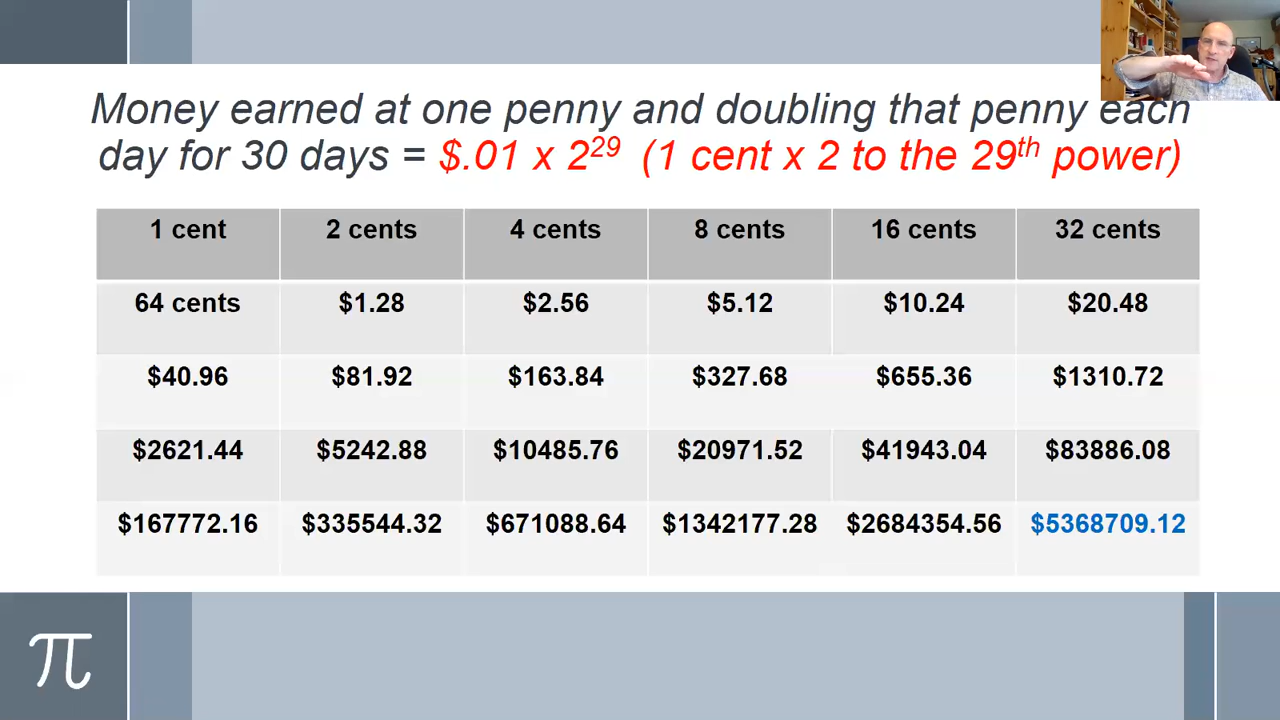 Money earned at one penny and doubling that penny each
day for 30 days = $.01 x 2²⁹ (1 cent x 2 to the 29ᵗʰ power)
1 cent 2 cents 4 cents 8 cents 16 cents 32 cents
64 cents $1.28 $2.56 $5.12 $10.24 $20.48
$40.96 $81.92 $163.84 $327.68 $655.36 $1310.72
$2621.44 $5242.88 $10485.76 $20971.52 $41943.04 $83886.08
$167772.16 $335544.32 $671088.64 $1342177.28 $2684354.56 $5368709.12
π